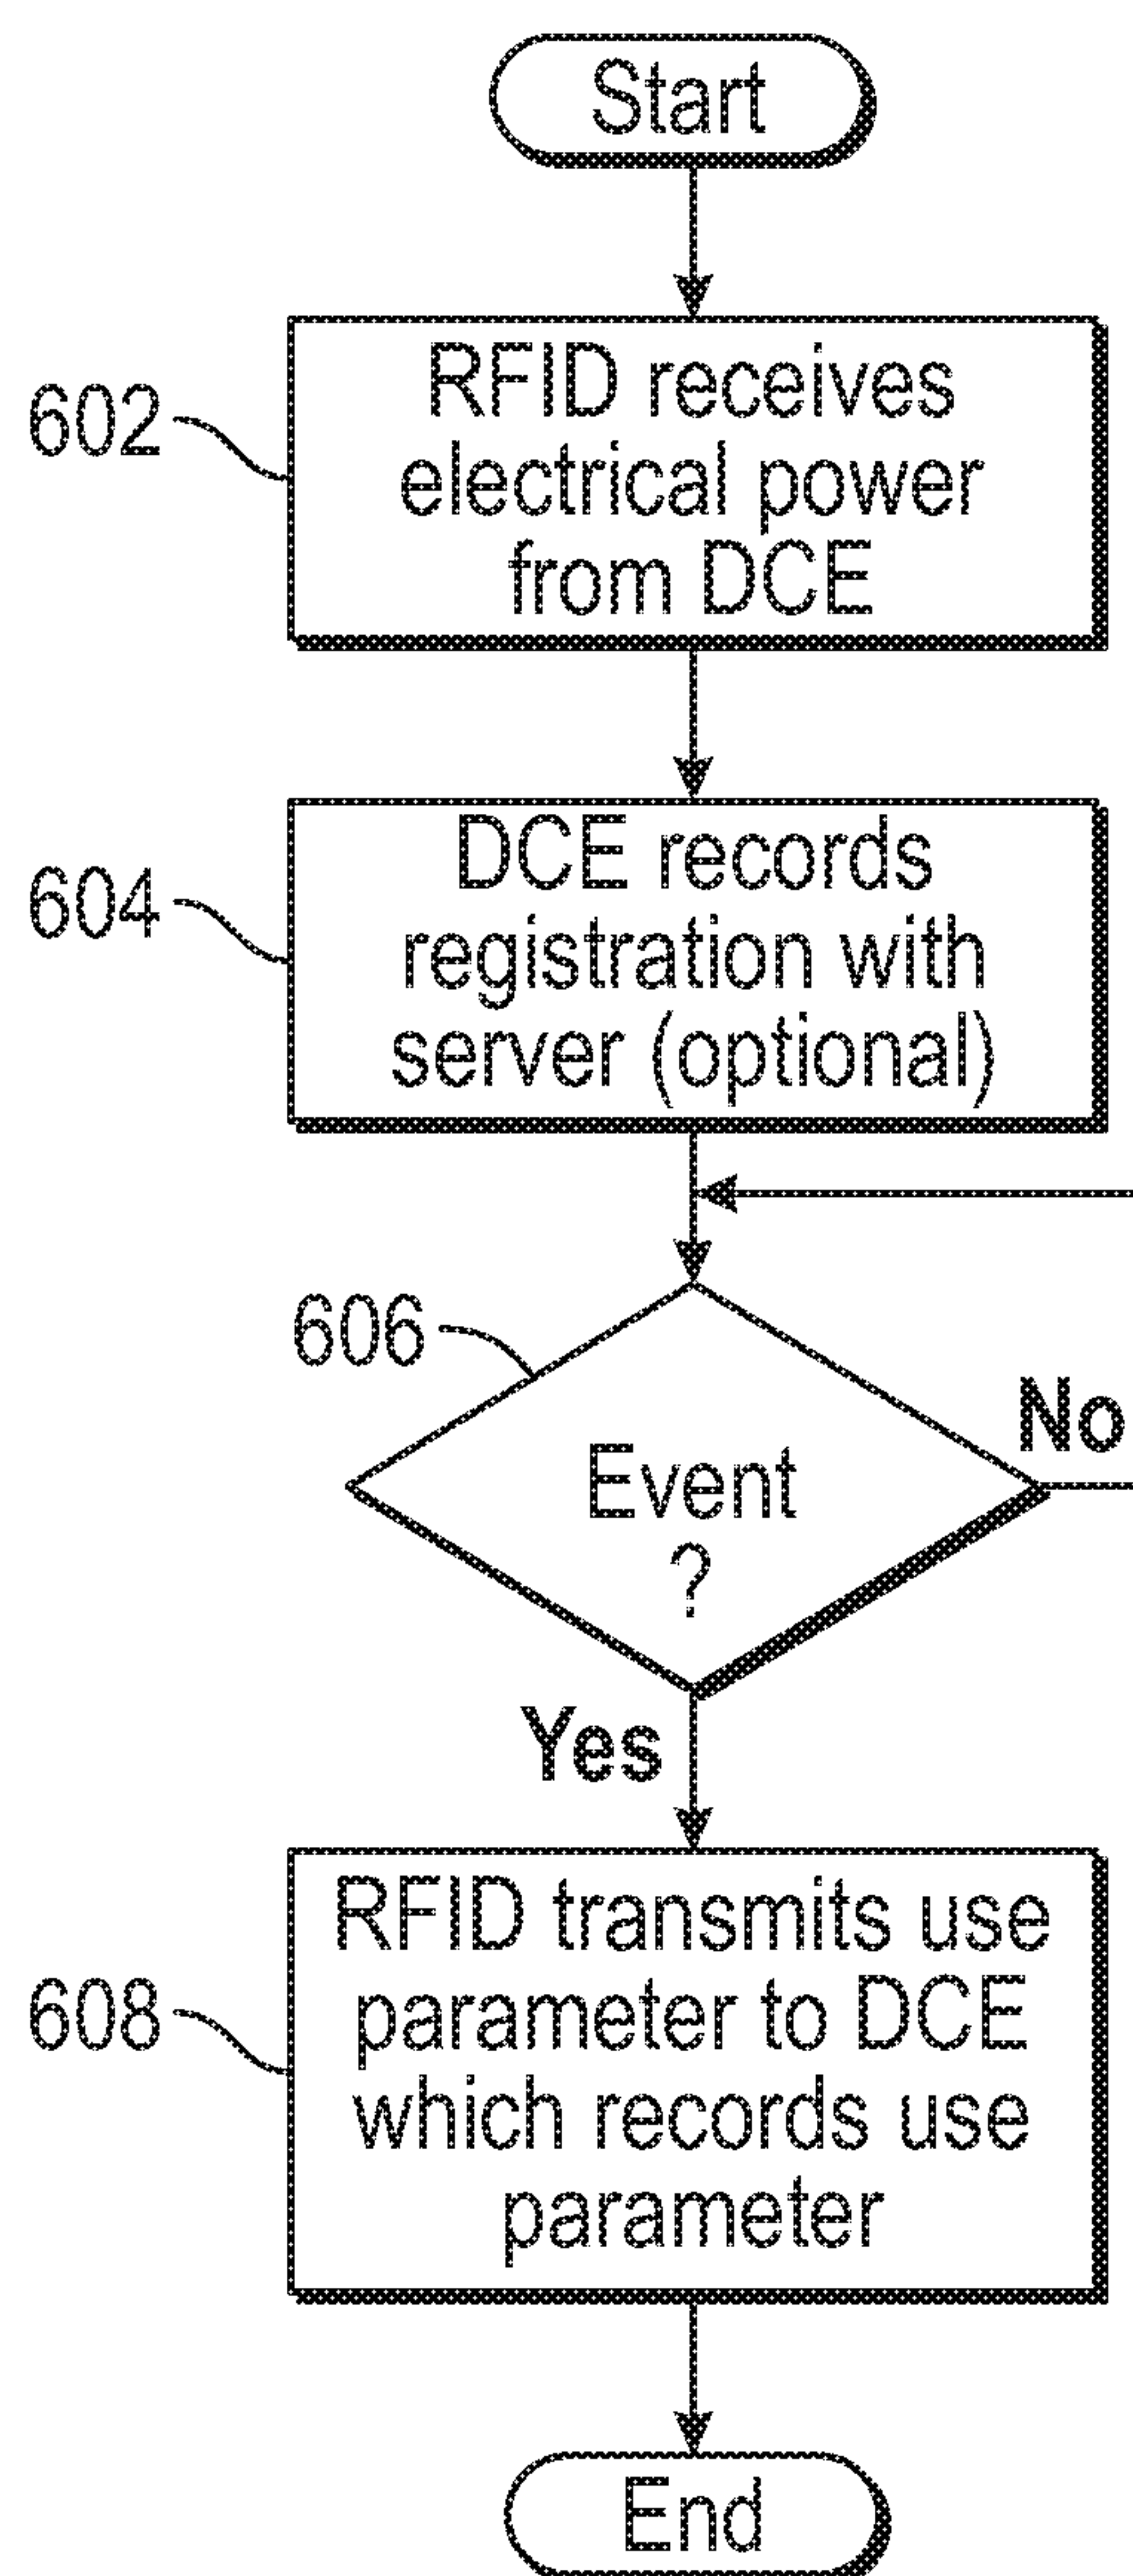 Start
602
RFID receives
electrical power
from DCE
604
DCE records
registration with
server (optional)
606
Event
?
No
Yes
608
RFID transmits use
parameter to DCE
which records use
parameter
End